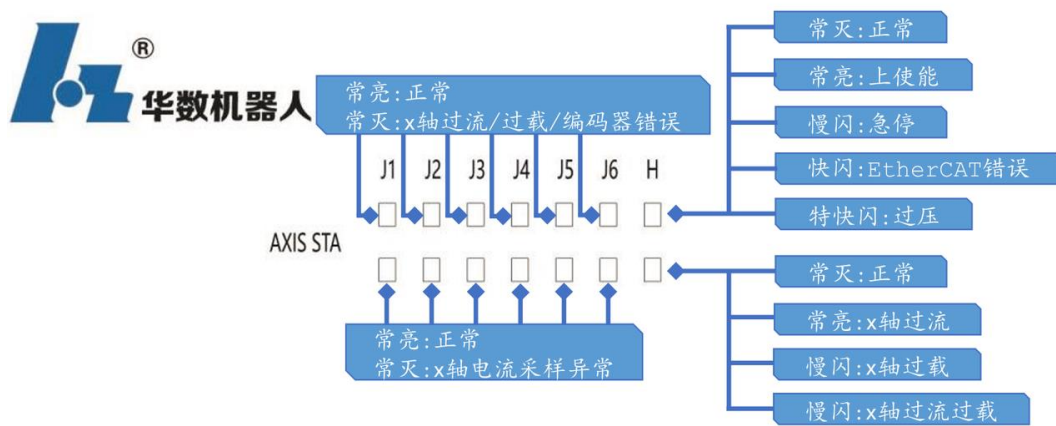 ®
华数机器人
常亮:正常
常灭:x轴过流/过载/编码器错误
J1 J2 J3 J4 J5 J6 H
AXIS STA
常亮:正常
常灭:x轴电流采样异常
常灭:正常
常亮:上使能
慢闪:急停
快闪:EtherCAT错误
特快闪:过压
常灭:正常
常亮:x轴过流
慢闪:x轴过载
慢闪:x轴过流过载